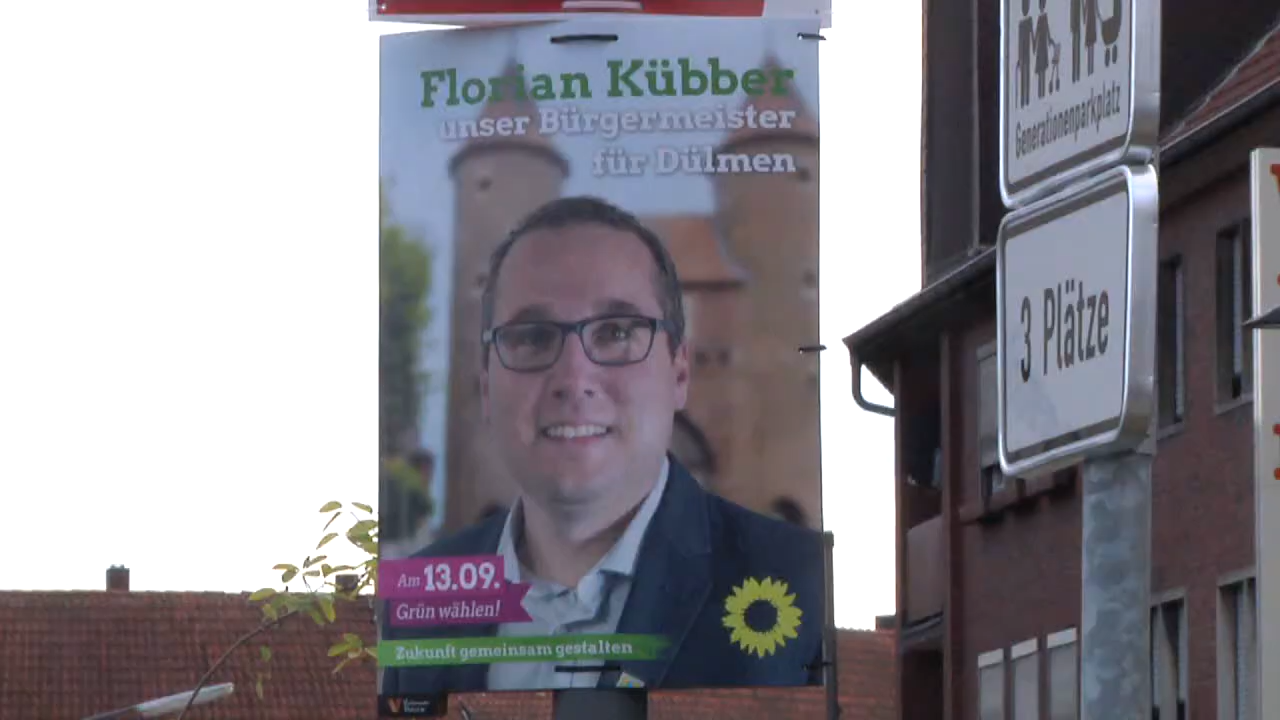 Florian Kübber
unser Bürgermeister
für Dülmen
Am 13.09.
Grün wählen!
Zukunft gemeinsam gestalten
Generationenparkplatz
3 Plätze